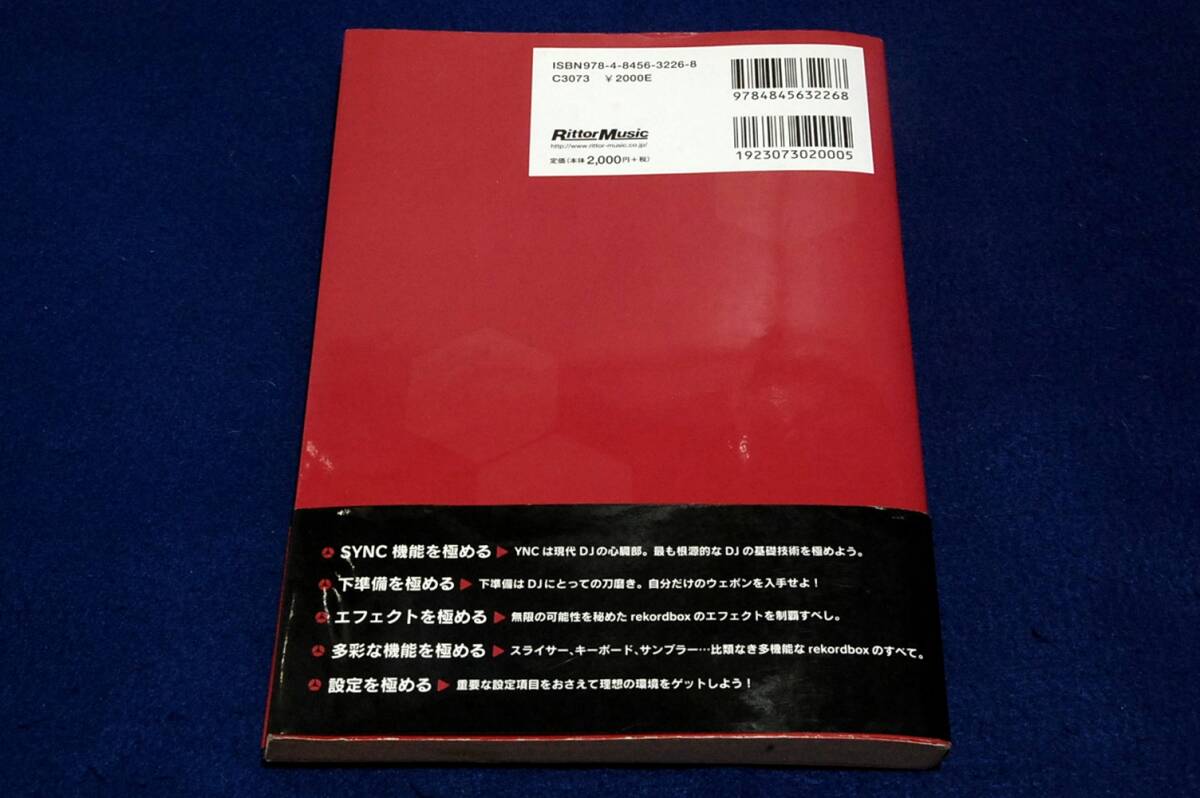 ISBN978-4-8456-3226-8
C3073 ￥2000E
9784845632268
RittorMusic
http://www.rittor-music.co.jp/
定価(本体2,000円+税)
1923073020005
SYNC 機能を極める ▶ YNCは現代DJの心臓部。最も根源的なDJの基礎技術を極めよう。
下準備を極める ▶ 下準備はDJにとっての刀磨き。自分だけのウェポンを入手せよ！
エフェクトを極める ▶ 無限の可能性を秘めたrekordboxのエフェクトを制覇すべし。
多彩な機能を極める ▶ スライサー、キーボード、サンプラー…比類なき多機能なrekordboxのすべて。
設定を極める ▶ 重要な設定項目をおさえて理想の環境をゲットしよう！